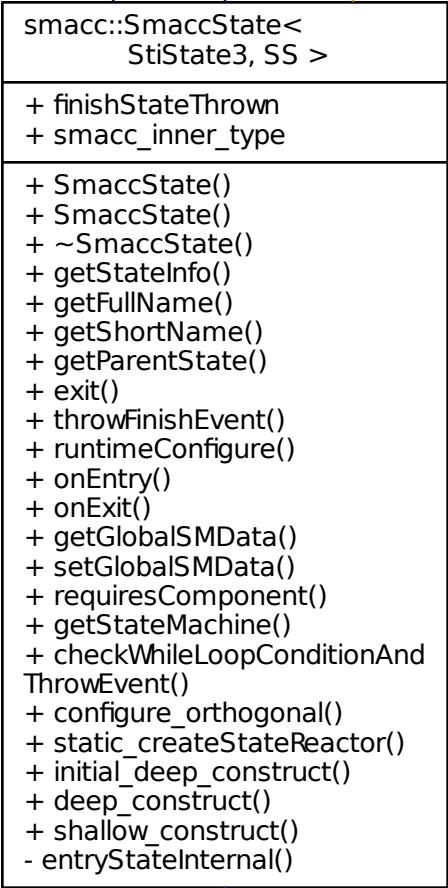 smacc::SmaccState<
StiState3, SS >
+ finishStateThrown
+ smacc_inner_type
+ SmaccState()
+ SmaccState()
+ ~SmaccState()
+ getStateInfo()
+ getFullName()
+ getShortName()
+ getParentState()
+ exit()
+ throwFinishEvent()
+ runtimeConfigure()
+ onEntry()
+ onExit()
+ getGlobalSMData()
+ setGlobalSMData()
+ requiresComponent()
+ getStateMachine()
+ checkWhileLoopConditionAnd
ThrowEvent()
+ configure_orthogonal()
+ static_createStateReactor()
+ initial_deep_construct()
+ deep_construct()
+ shallow_construct()
- entryStateInternal()